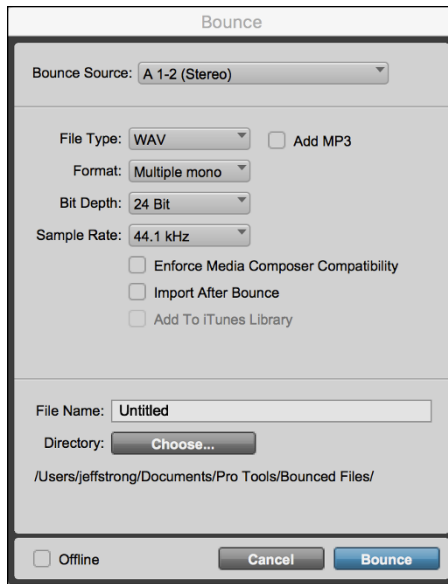 Bounce
Bounce Source: A 1-2 (Stereo)
File Type: WAV Add MP3
Format: Multiple mono
Bit Depth: 24 Bit
Sample Rate: 44.1 kHz
Enforce Media Composer Compatibility
Import After Bounce
Add To iTunes Library
File Name: Untitled
Directory: Choose...
/Users/jeffstrong/Documents/Pro Tools/Bounced Files/
Offline Cancel Bounce